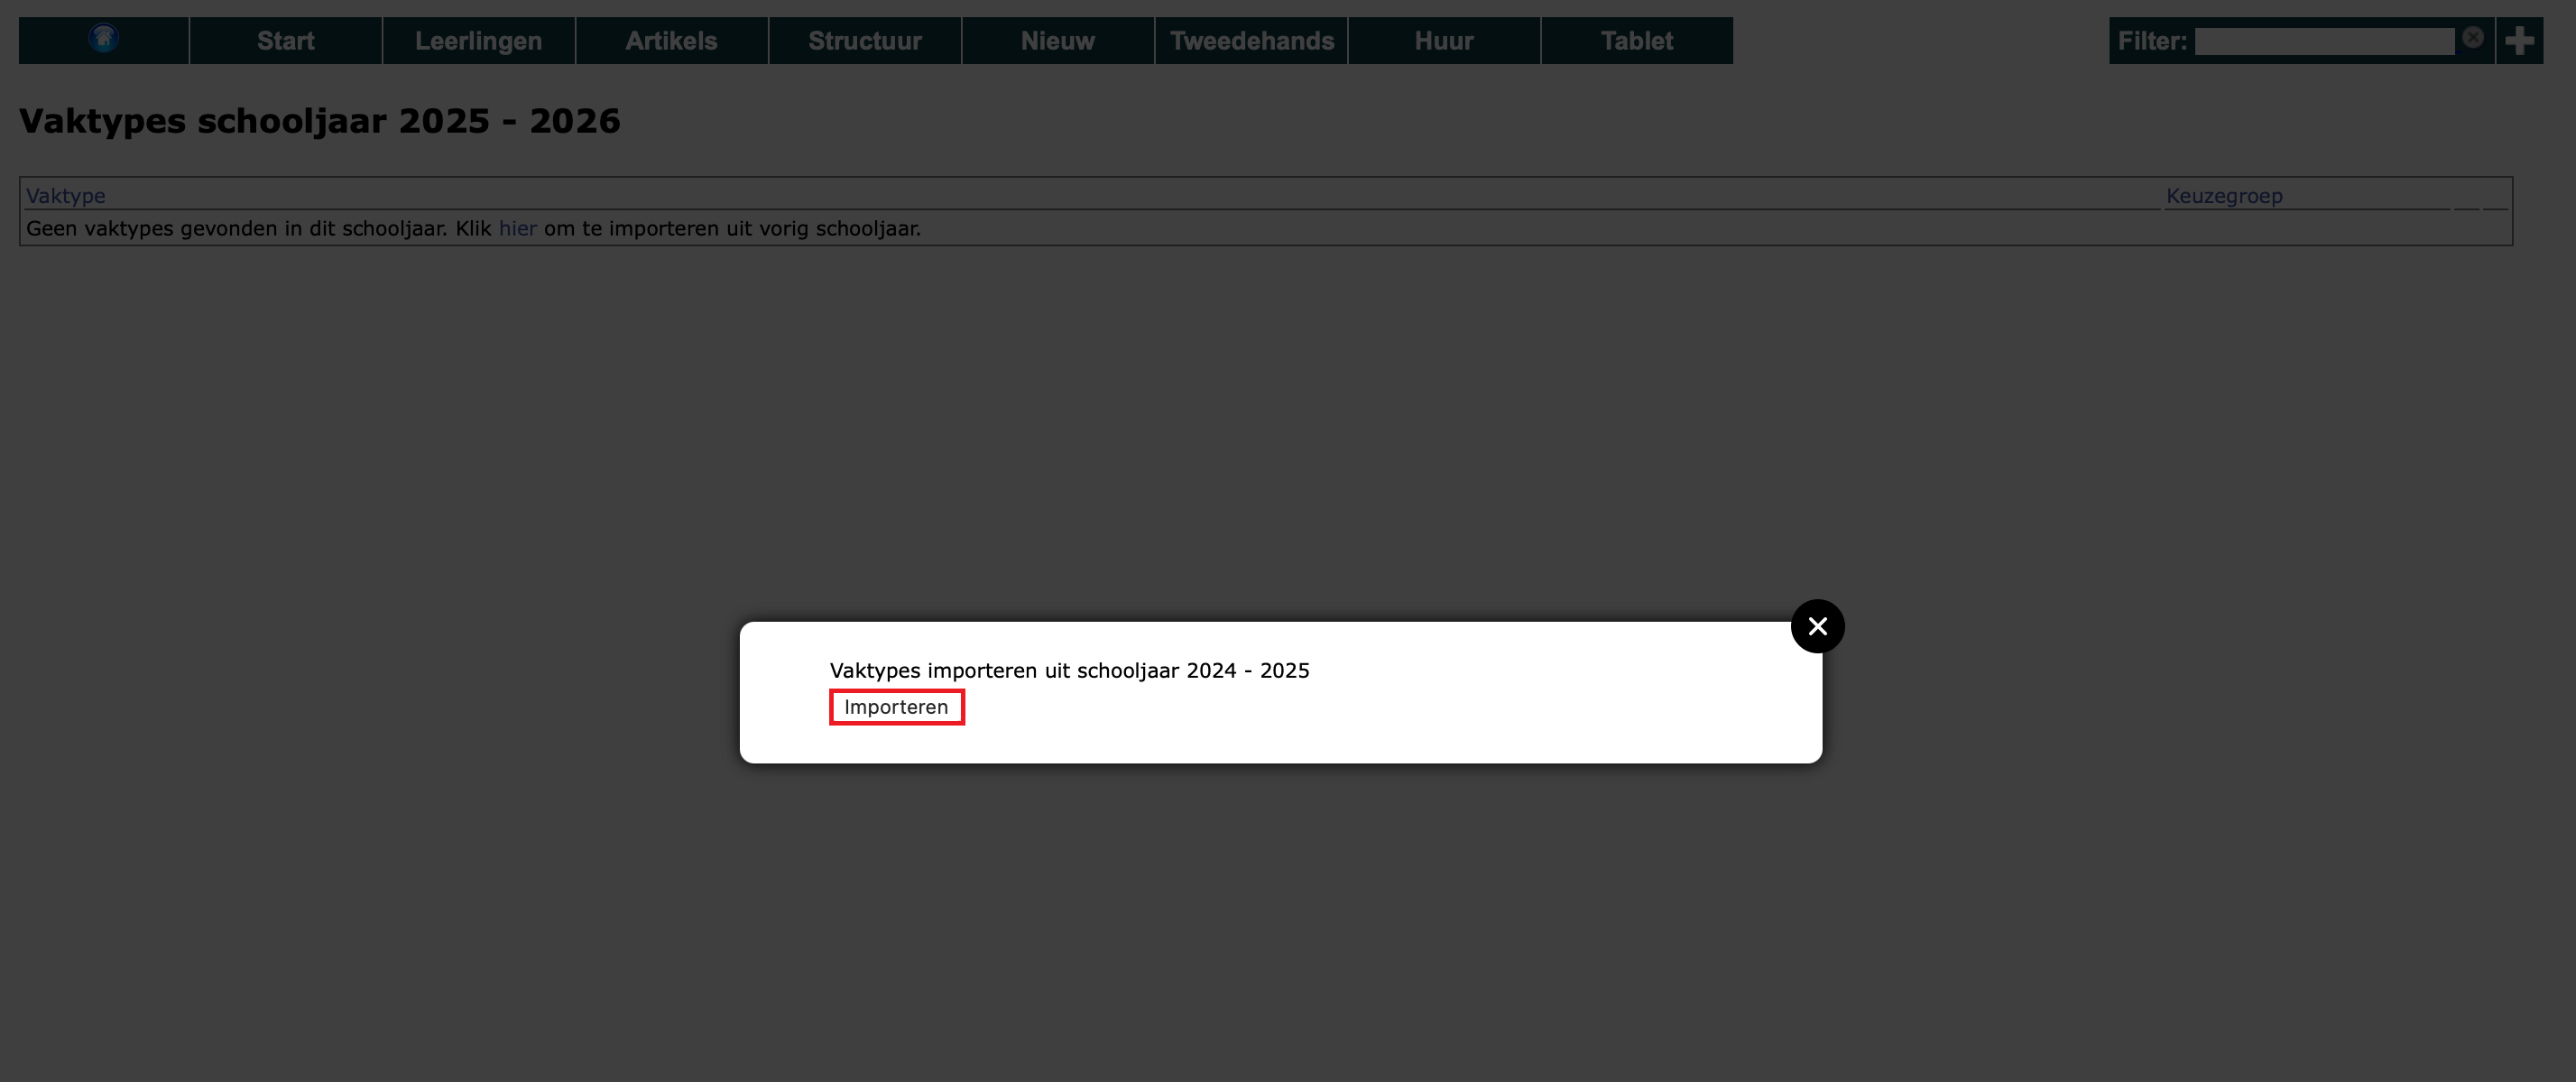 Start Leerlingen Artikels Structuur Nieuw Tweedehands Huur Tablet Filter:
Vaktypes schooljaar 2025 - 2026
Vaktype Keuzegroep
Geen vaktypes gevonden in dit schooljaar. Klik hier om te importeren uit vorig schooljaar.
Vaktypes importeren uit schooljaar 2024 - 2025
Importeren